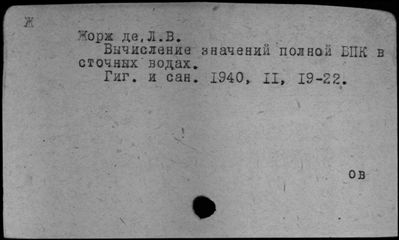 Ж
Жорж де, Л.В.
Вычисление значений полной БПК в
сточных водах.
Гиг. и сан. 1940, II, 19-22.
ов